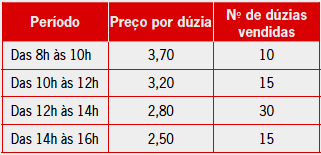 Período Preço por dúzia Nº de dúzias vendidas
Das 8h às 10h 3,70 10
Das 10h às 12h 3,20 15
Das 12h às 14h 2,80 30
Das 14h às 16h 2,50 15